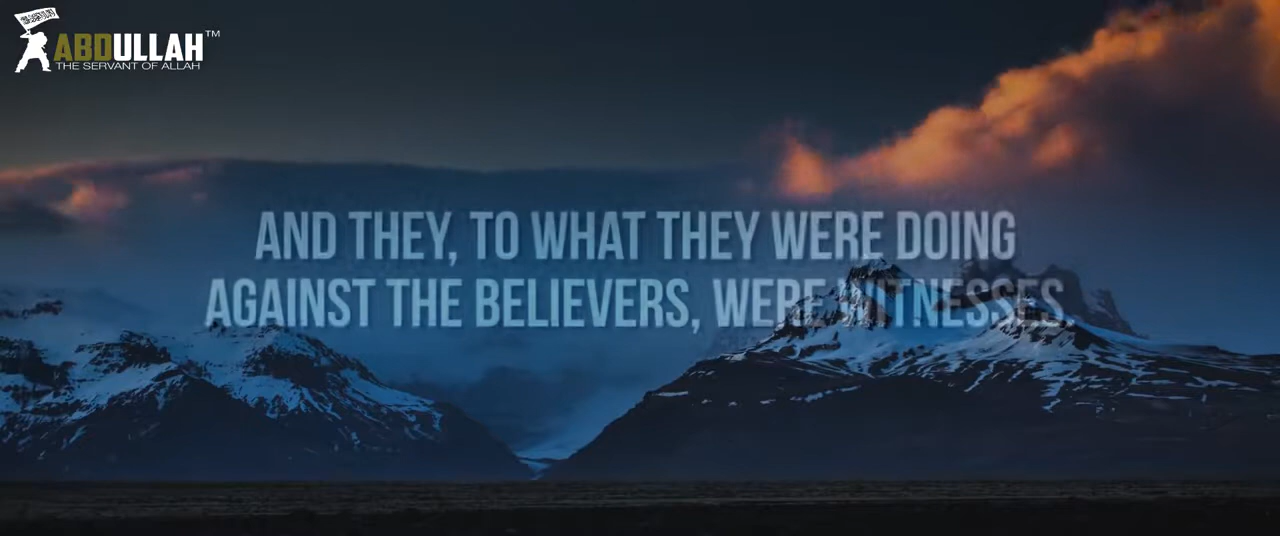 ABDULLAH™
THE SERVANT OF ALLAH
AND THEY, TO WHAT THEY WERE DOING
AGAINST THE BELIEVERS, WERE WITNESSES.